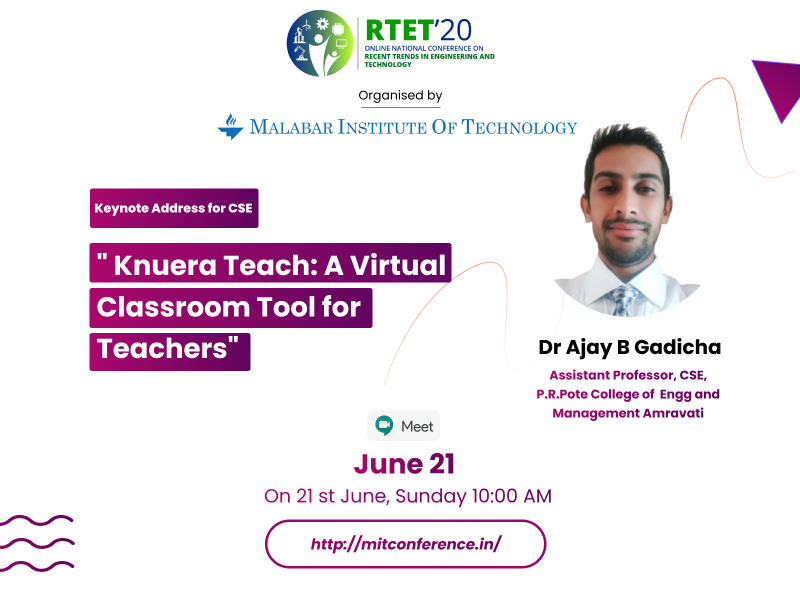 RTET'20
ONLINE NATIONAL CONFERENCE ON
RECENT TRENDS IN ENGINEERING AND
TECHNOLOGY
Organised by
MALABAR INSTITUTE OF TECHNOLOGY
Keynote Address for CSE
" Knuera Teach: A Virtual
Classroom Tool for
Teachers"
Dr Ajay B Gadicha
Assistant Professor, CSE,
P.R.Pote College of Engg and
Management Amravati
Meet
June 21
On 21 st June, Sunday 10:00 AM
http://mitconference.in/